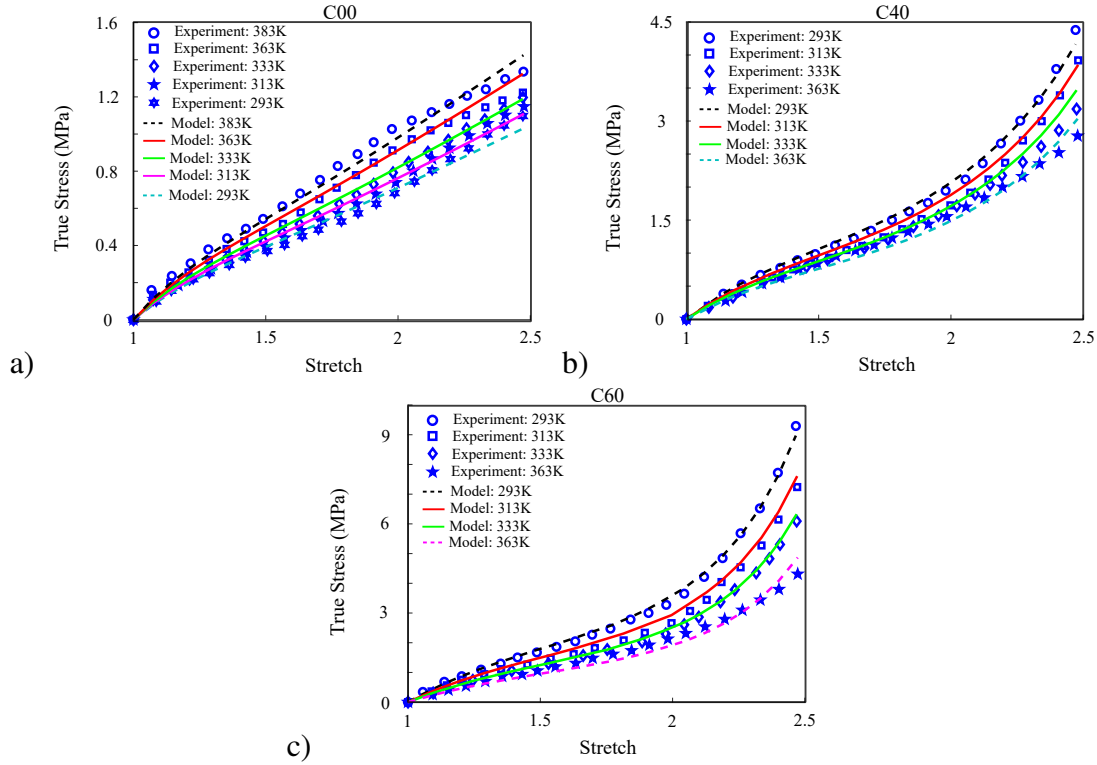 C00
1.6
1.2
0.8
0.4
0
Experiment: 383K
Experiment: 363K
Experiment: 333K
Experiment: 313K
Experiment: 293K
Model: 383K
Model: 363K
Model: 333K
Model: 313K
Model: 293K
True Stress (MPa)
1 1.5 2 2.5
Stretch
a)
C40
4.5
3
1.5
0
Experiment: 293K
Experiment: 313K
Experiment: 333K
Experiment: 363K
Model: 293K
Model: 313K
Model: 333K
Model: 363K
True Stress (MPa)
1 1.5 2 2.5
Stretch
b)
C60
9
6
3
0
Experiment: 293K
Experiment: 313K
Experiment: 333K
Experiment: 363K
Model: 293K
Model: 313K
Model: 333K
Model: 363K
True Stress (MPa)
1 1.5 2 2.5
Stretch
c)